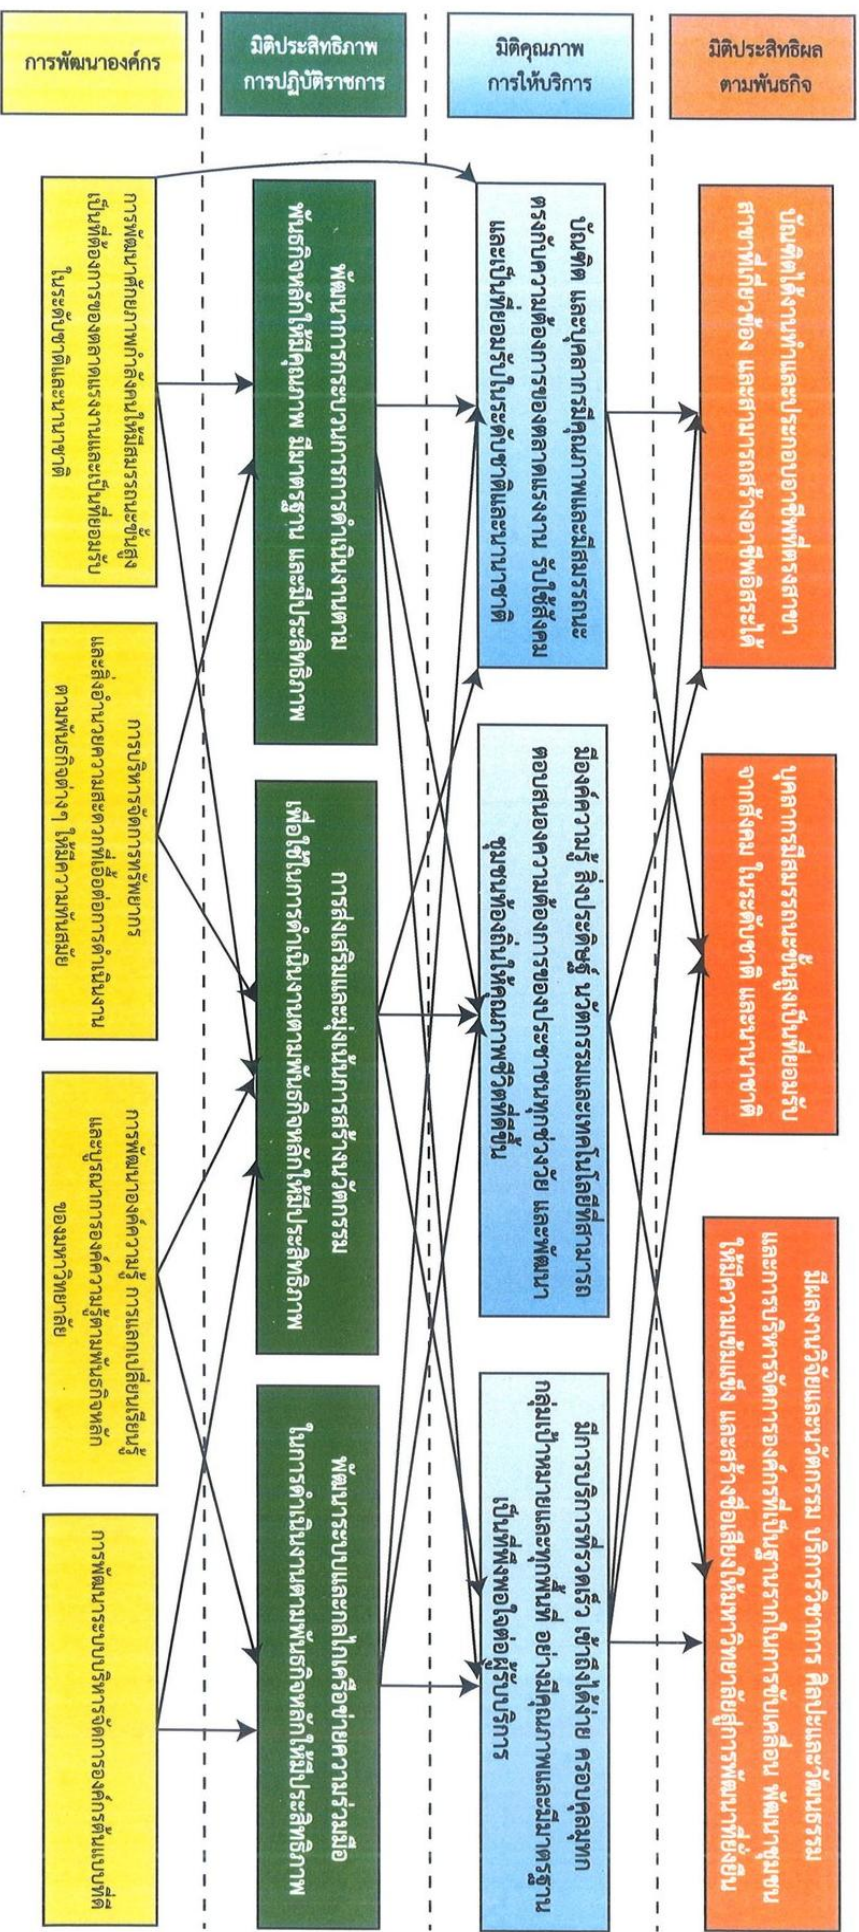 การพัฒนาองค์กร
มิติประสิทธิภาพ
การปฏิบัติราชการ
มิติคุณภาพ
การให้บริการ
มิติประสิทธิผล
ตามพันธกิจ
การพัฒนาศักยภาพกำลังคนให้มีสมรรถนะขั้นสูง
เป็นที่ต้องการของตลาดแรงงานและเป็นที่ยอมรับ
ในระดับชาติและนานาชาติ
การบริหารจัดการทรัพยากร
และสิ่งอำนวยความสะดวกที่เอื้อต่อการดำเนินงาน
ตามพันธกิจต่างๆ ให้มีความทันสมัย
การพัฒนาองค์ความรู้ การแลกเปลี่ยนเรียนรู้
และบูรณาการองค์ความรู้ตามพันธกิจหลัก
ของมหาวิทยาลัย
การพัฒนาระบบบริหารจัดการองค์กรต้นแบบที่ดี
พัฒนาการกระบวนการการดำเนินงานตาม
พันธกิจหลักให้มีคุณภาพ มีมาตรฐาน และมีประสิทธิภาพ
การส่งเสริมและมุ่งเน้นการสร้างนวัตกรรม
เพื่อใช้ในการดำเนินงานตามพันธกิจหลักให้มีประสิทธิภาพ
พัฒนาระบบและกลไกเครือข่ายความร่วมมือ
ในการดำเนินงานตามพันธกิจหลักให้มีประสิทธิภาพ
บัณฑิต และบุคลากรมีคุณภาพและมีสมรรถนะ
ตรงกับความต้องการของตลาดแรงงาน รับใช้สังคม
และเป็นที่ยอมรับในระดับชาติและนานาชาติ
มีองค์ความรู้ สิ่งประดิษฐ์ นวัตกรรมและเทคโนโลยีที่สามารถ
ตอบสนองความต้องการของประชาชนทุกช่วงวัย และพัฒนา
ชุมชนท้องถิ่นให้คุณภาพชีวิตที่ดีขึ้น
มีการบริการที่รวดเร็ว เข้าถึงได้ง่าย ครอบคลุมทุก
กลุ่มเป้าหมายและทุกพื้นที่ อย่างมีคุณภาพและมีมาตรฐาน
เป็นที่พึงพอใจต่อผู้รับบริการ
บัณฑิตได้งานทำและประกอบอาชีพที่ตรงสาขา
สาขาที่เกี่ยวข้อง และสามารถสร้างอาชีพอิสระได้
บุคลากรมีสมรรถนะขั้นสูงเป็นที่ยอมรับ
จากสังคม ในระดับชาติ และนานาชาติ
มีผลงานวิจัยและนวัตกรรม บริการวิชาการ ศิลปะและวัฒนธรรม
และการบริหารจัดการองค์กรที่เป็นฐานรากในการขับเคลื่อน พัฒนาชุมชน
ให้มีความเข้มแข็ง และสร้างชื่อเสียงให้มหาวิทยาลัยสู่การพัฒนาที่ยั่งยืน